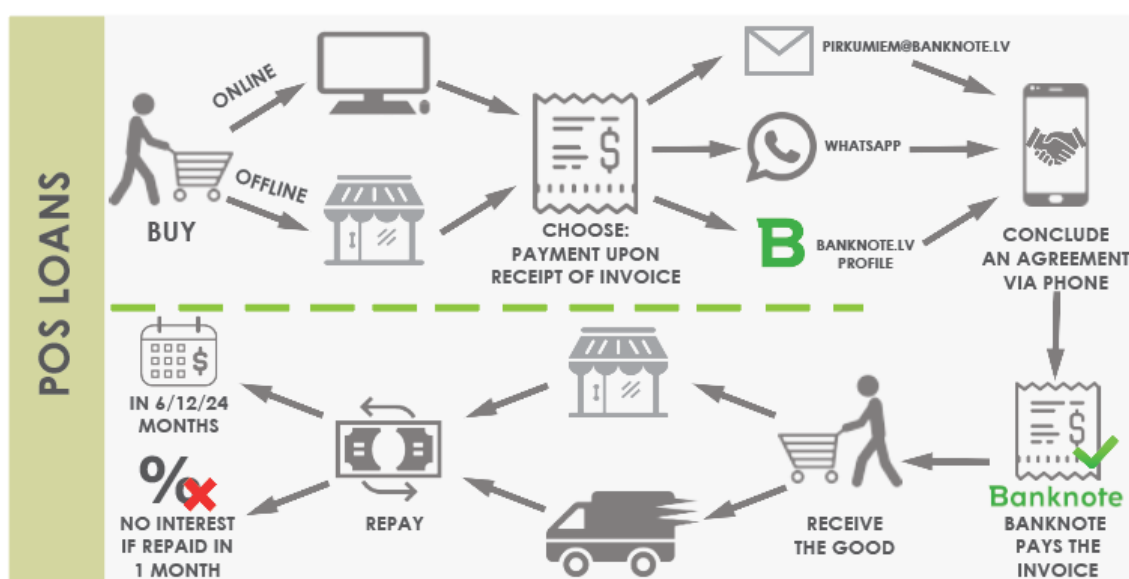 POS LOANS
ONLINE
OFFLINE
BUY
$
CHOOSE:
PAYMENT UPON
RECEIPT OF INVOICE
PIRKUMIEM@BANKNOTE.LV
WHATSAPP
B
BANKNOTE.LV
PROFILE
CONCLUDE
AN AGREEMENT
VIA PHONE
$
Banknote
BANKNOTE
PAYS THE
INVOICE
RECEIVE
THE GOOD
REPAY
$
IN 6/12/24
MONTHS
%
NO INTEREST
IF REPAID IN
1 MONTH